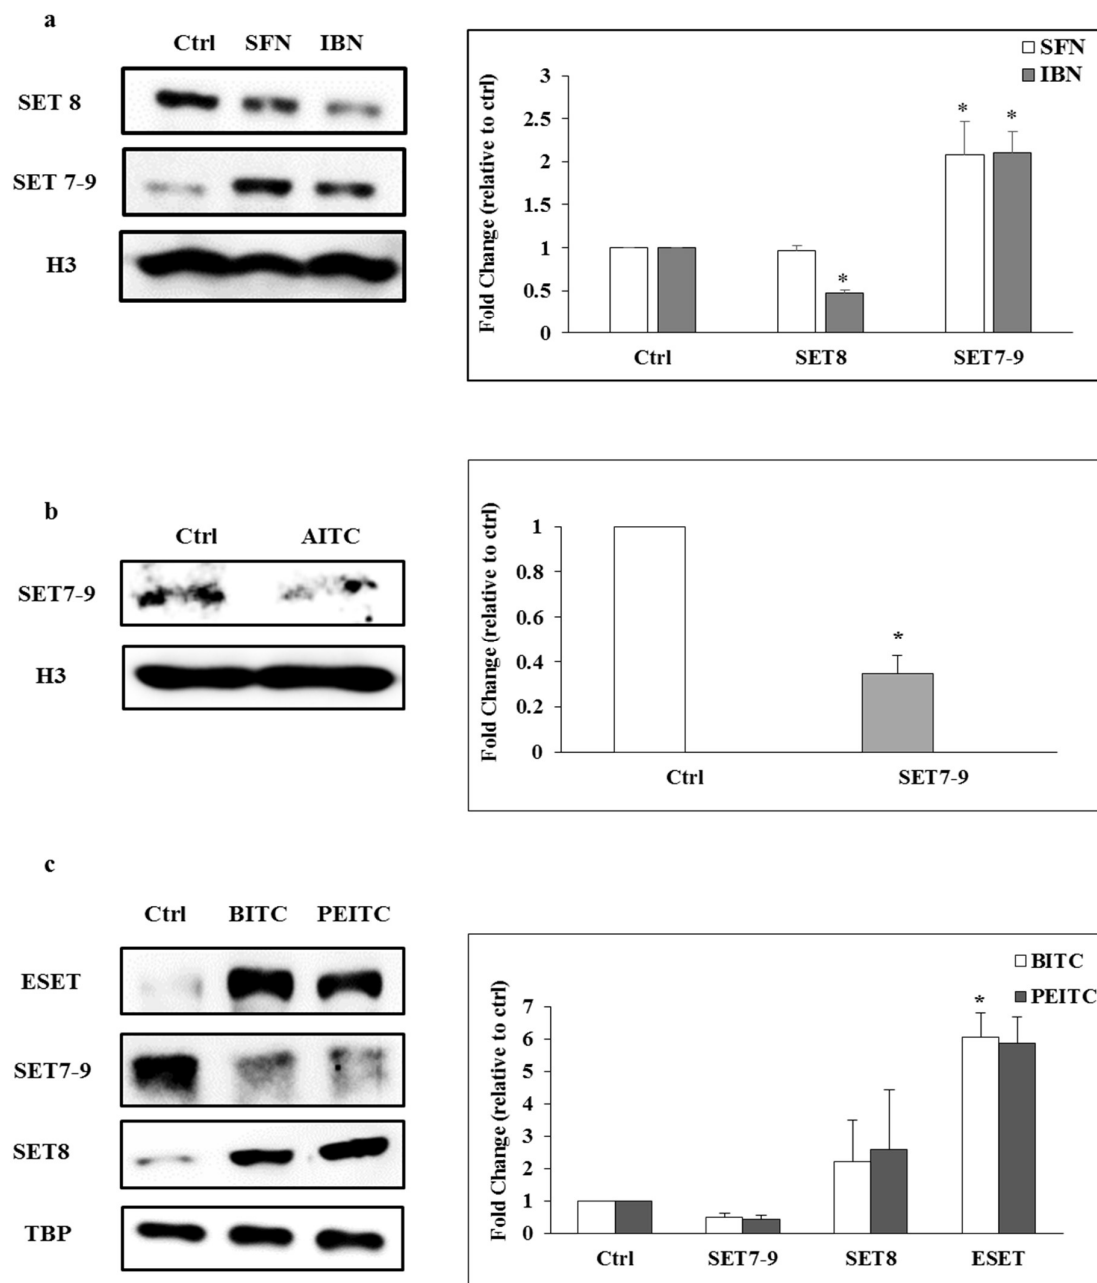 a
Ctrl SFN IBN
SET 8
SET 7-9
H3
SFN
IBN
Fold Change (relative to ctrl)
3
2.5
2
1.5
1
0.5
0
*
*
*
Ctrl SET8 SET7-9
b
Ctrl AITC
SET7-9
H3
Fold Change (relative to ctrl)
1
0.8
0.6
0.4
0.2
0
*
Ctrl SET7-9
c
Ctrl BITC PEITC
ESET
SET7-9
SET8
TBP
BITC
PEITC
Fold Change (relative to ctrl)
7
6
5
4
3
2
1
0
*
Ctrl SET7-9 SET8 ESET